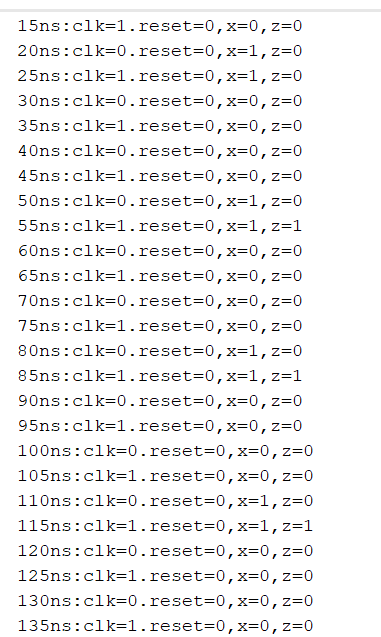 15ns:clk=1.reset=0,x=0,z=0
20ns:clk=0.reset=0,x=1,z=0
25ns:clk=1.reset=0,x=1,z=0
30ns:clk=0.reset=0,x=0,z=0
35ns:clk=1.reset=0,x=0,z=0
40ns:clk=0.reset=0,x=0,z=0
45ns:clk=1.reset=0,x=0,z=0
50ns:clk=0.reset=0,x=1,z=0
55ns:clk=1.reset=0,x=1,z=1
60ns:clk=0.reset=0,x=0,z=0
65ns:clk=1.reset=0,x=0,z=0
70ns:clk=0.reset=0,x=0,z=0
75ns:clk=1.reset=0,x=0,z=0
80ns:clk=0.reset=0,x=1,z=0
85ns:clk=1.reset=0,x=1,z=1
90ns:clk=0.reset=0,x=0,z=0
95ns:clk=1.reset=0,x=0,z=0
100ns:clk=0.reset=0,x=0,z=0
105ns:clk=1.reset=0,x=0,z=0
110ns:clk=0.reset=0,x=1,z=0
115ns:clk=1.reset=0,x=1,z=1
120ns:clk=0.reset=0,x=0,z=0
125ns:clk=1.reset=0,x=0,z=0
130ns:clk=0.reset=0,x=0,z=0
135ns:clk=1.reset=0,x=0,z=0